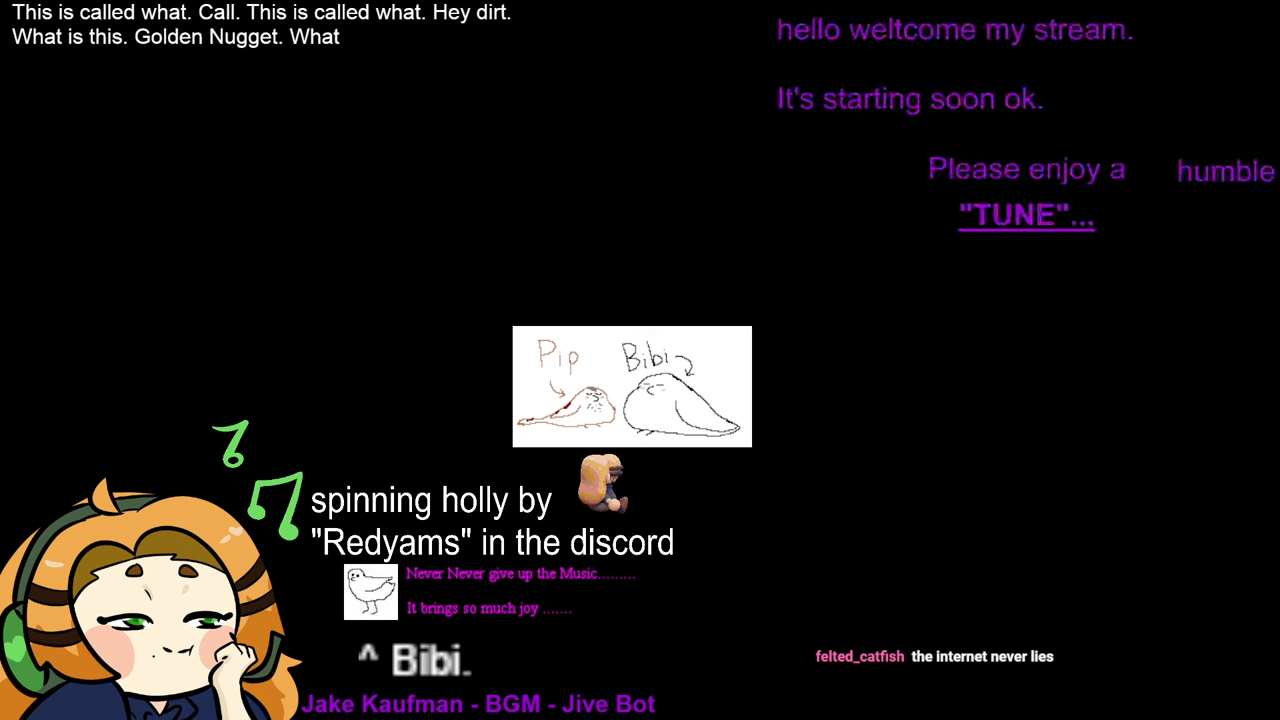 This is called what. Call. This is called what. Hey dirt.
What is this. Golden Nugget. What
hello weltcome my stream.
It's starting soon ok.
Please enjoy a humble
"TUNE"...
Pip
Bibi
spinning holly by
"Redyams" in the discord
Never Never give up the Music.........
It brings so much joy .......
^ Bibi.
felted_catfish the internet never lies
Jake Kaufman - BGM - Jive Bot